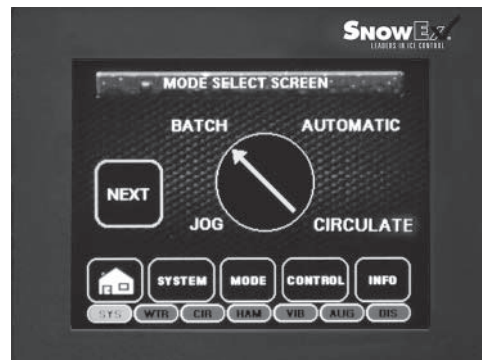 SNOWEX
LEADERS IN ICE CONTROL
MODE SELECT SCREEN
BATCH AUTOMATIC
NEXT
JOG CIRCULATE
SYSTEM MODE CONTROL INFO
SYS WTR CIR HAM VIB AUG DIS